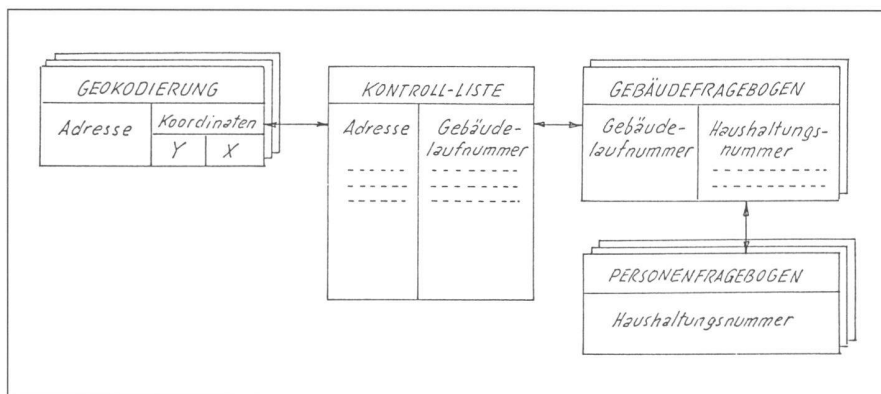 GEOKODIERUNG
Adresse
Koordinaten
Y X
KONTROLL-LISTE
Adresse
Gebäude-
laufnummer
GEBÄUDEFRAGEBOGEN
Gebäude-
laufnummer
Haushaltungs-
nummer
PERSONENFRAGEBOGEN
Haushaltungsnummer